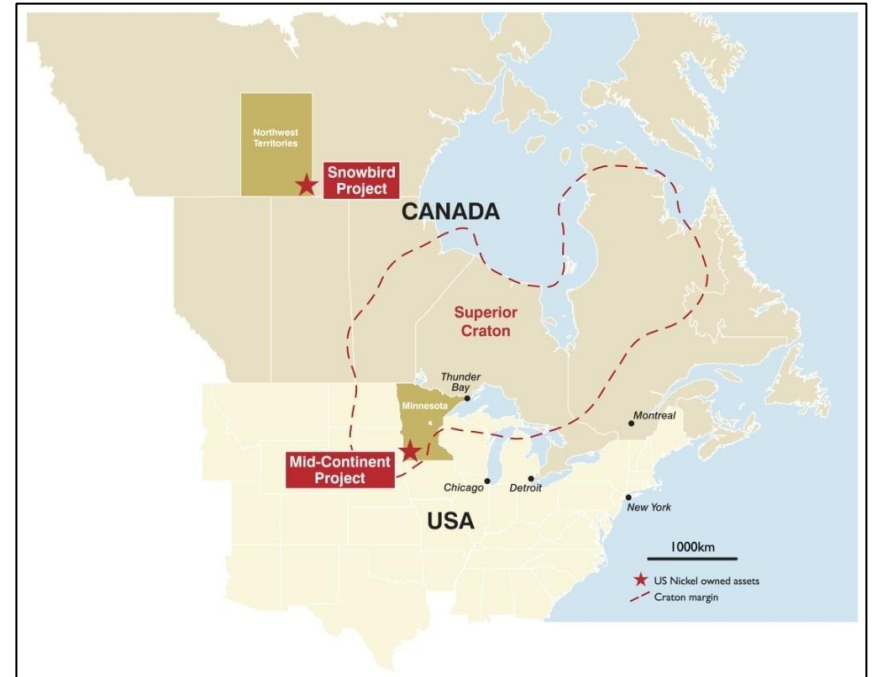 Northwest
Territories
Snowbird
Project
CANADA
Superior
Craton
Thunder
Bay
Minnesota
Montreal
Mid-Continent
Project
Chicago
Detroit
New York
USA
1000km
US Nickel owned assets
Craton margin